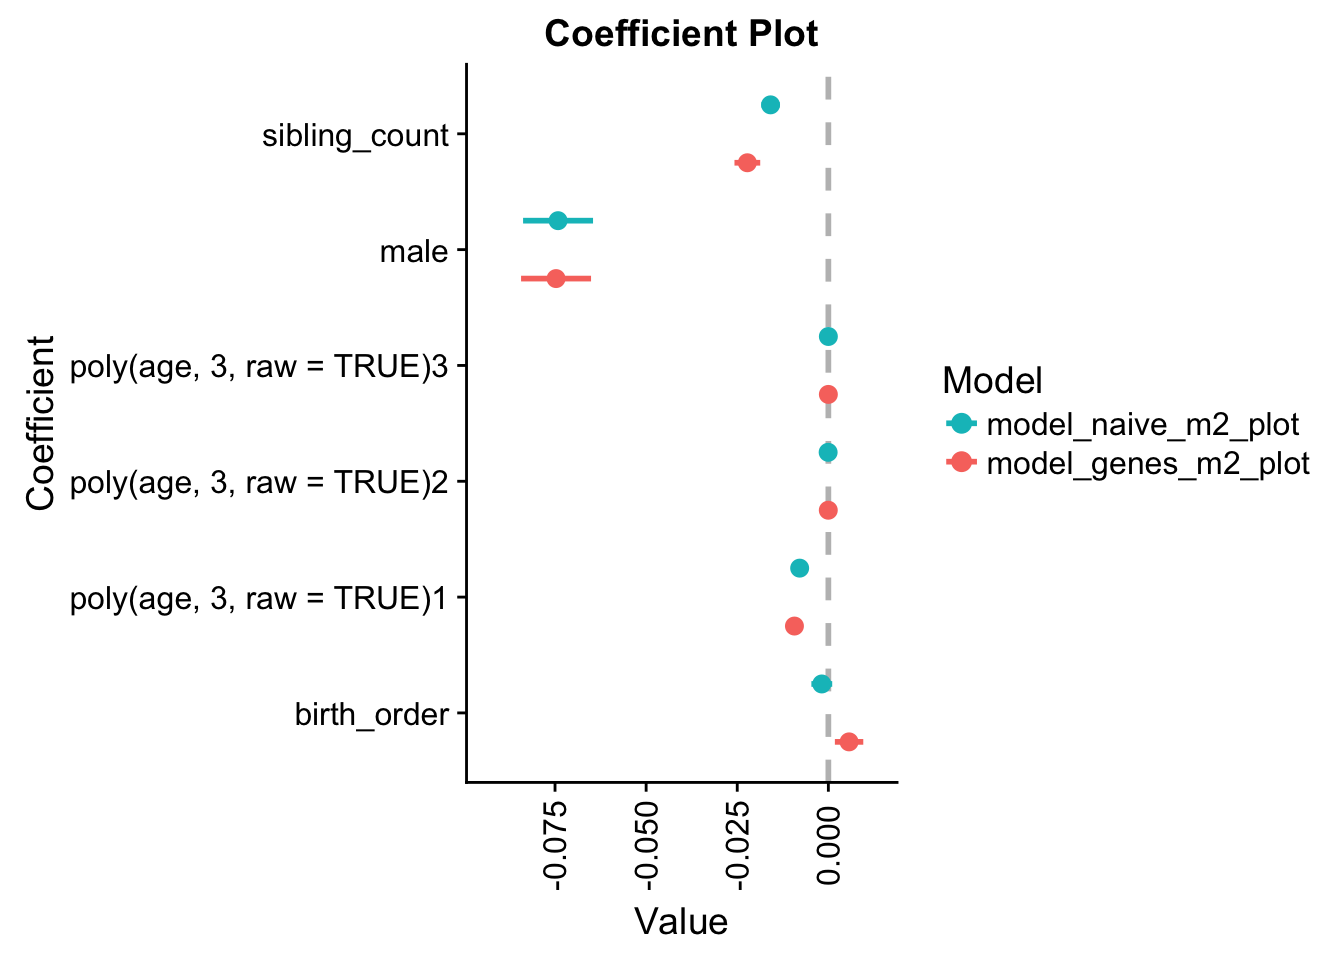 Coefficient Plot
Coefficient
sibling_count
male
poly(age, 3, raw = TRUE)3
poly(age, 3, raw = TRUE)2
poly(age, 3, raw = TRUE)1
birth_order
-0.075
-0.050
-0.025
0.000
Value
Model
model_naive_m2_plot
model_genes_m2_plot